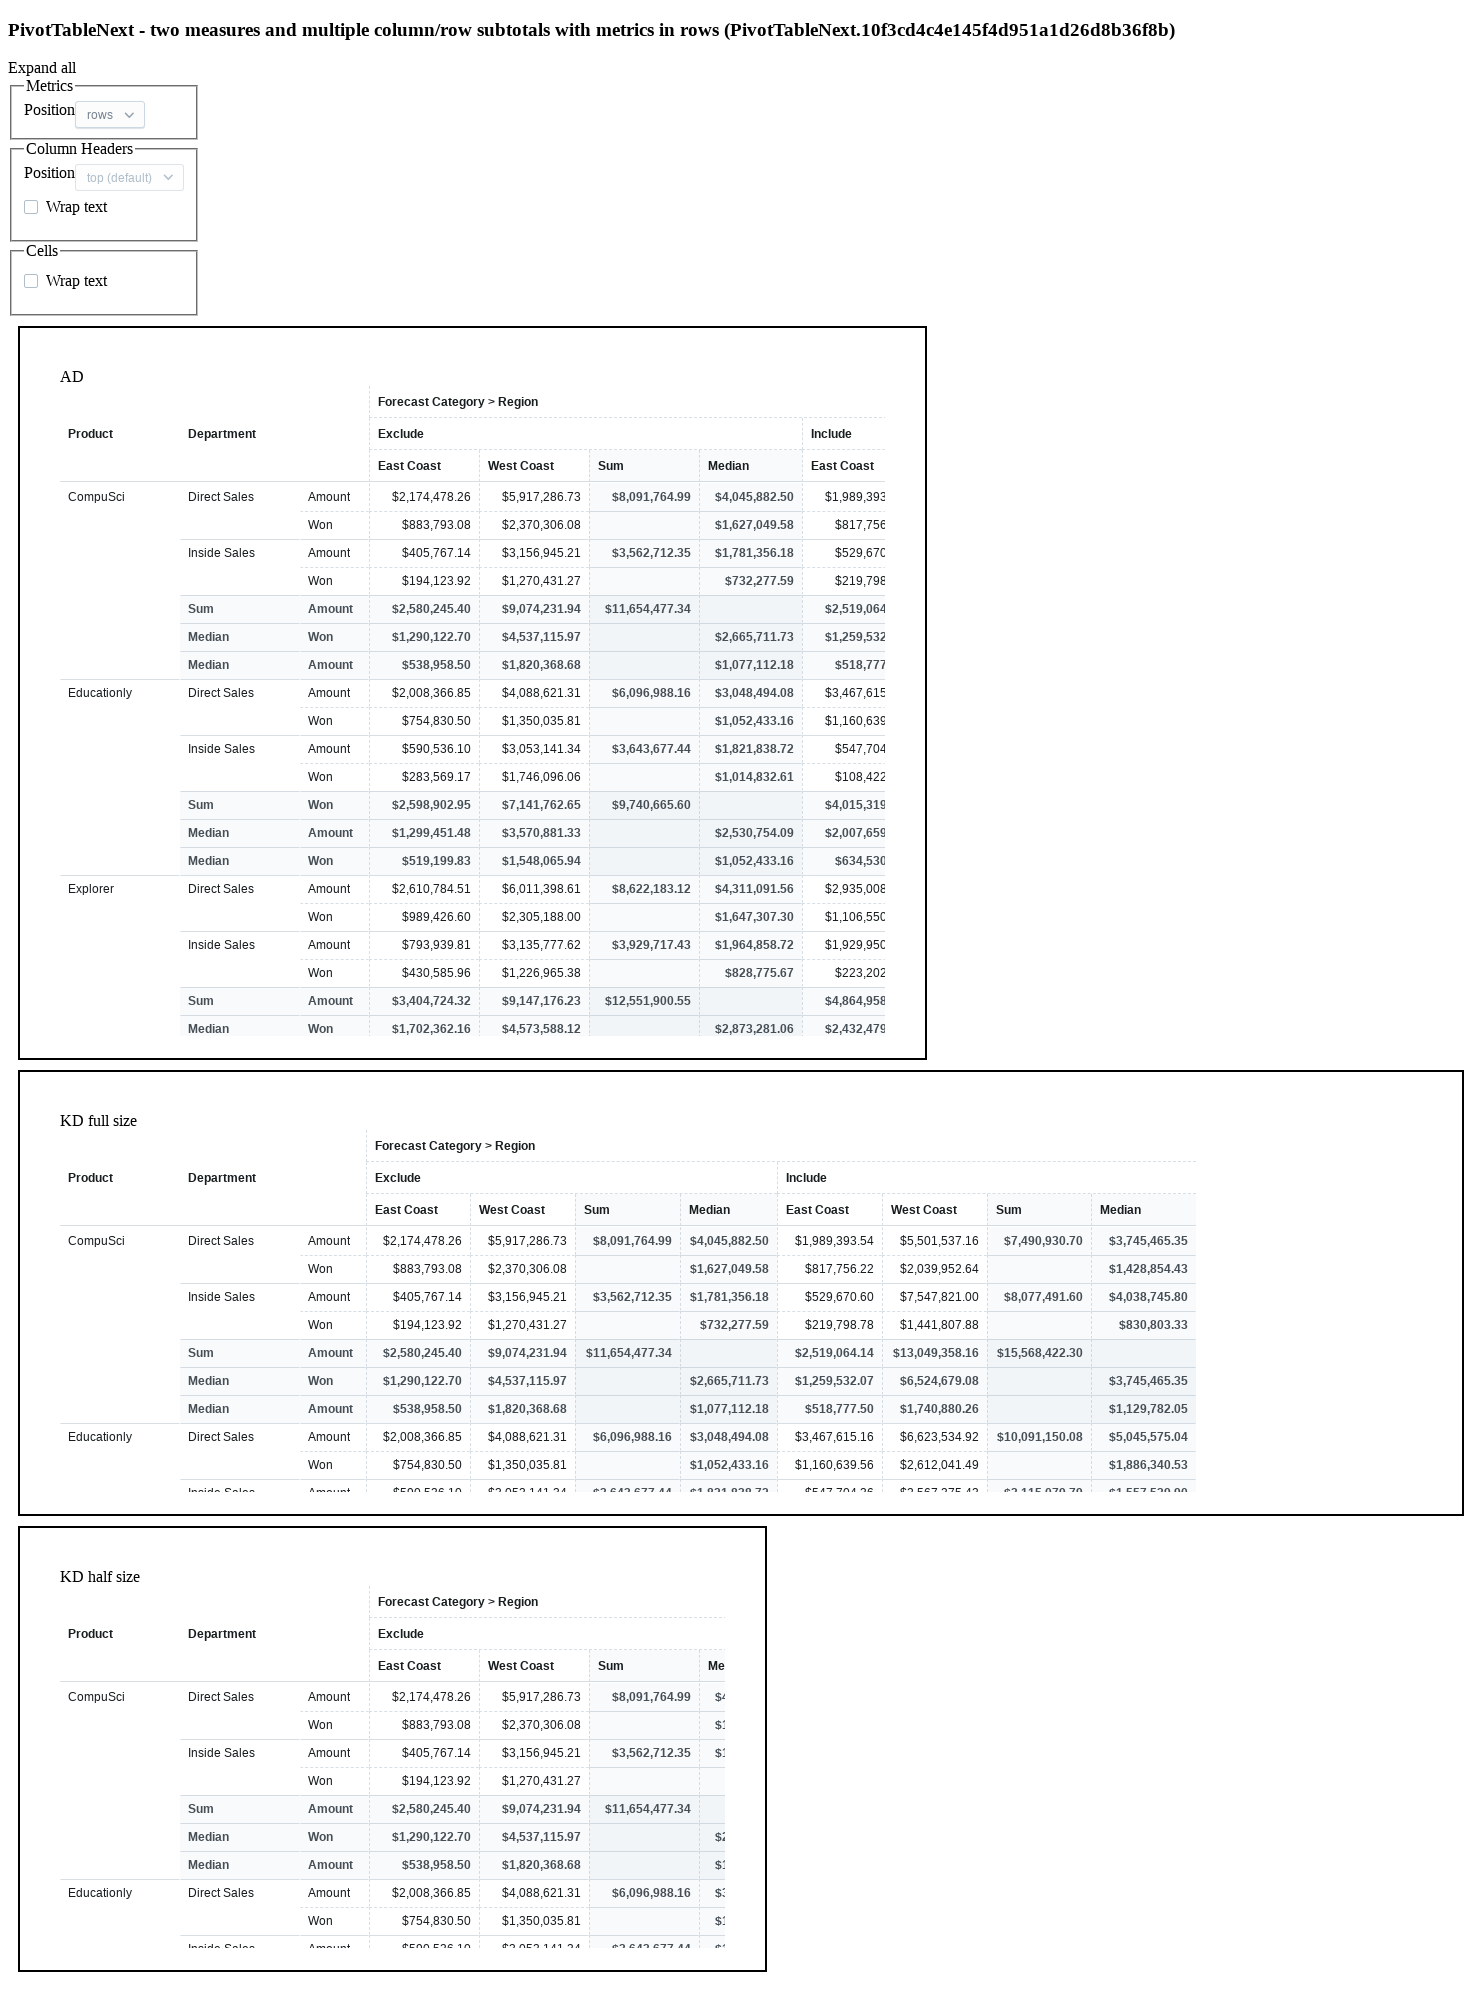 PivotTableNext - two measures and multiple column/row subtotals with metrics in rows (PivotTableNext.10f3cd4c4e145f4d951a1d26d8b36f8b)
Expand all
Metrics
Position rows
Column Headers
Position top (default)
Wrap text
Cells
Wrap text
AD
Forecast Category > Region
Product Department Exclude Include
East Coast West Coast Sum Median East Coast
CompuSci Direct Sales Amount $2,174,478.26 $5,917,286.73 $8,091,764.99 $4,045,882.50 $1,989,393
Won $883,793.08 $2,370,306.08 $1,627,049.58 $817,756
Inside Sales Amount $405,767.14 $3,156,945.21 $3,562,712.35 $1,781,356.18 $529,670
Won $194,123.92 $1,270,431.27 $732,277.59 $219,798
Sum Amount $2,580,245.40 $9,074,231.94 $11,654,477.34 $2,519,064
Median Won $1,290,122.70 $4,537,115.97 $2,665,711.73 $1,259,532
Median Amount $538,958.50 $1,820,368.68 $1,077,112.18 $518,777
Educationly Direct Sales Amount $2,008,366.85 $4,088,621.31 $6,096,988.16 $3,048,494.08 $3,467,615
Won $754,830.50 $1,350,035.81 $1,052,433.16 $1,160,639
Inside Sales Amount $590,536.10 $3,053,141.34 $3,643,677.44 $1,821,838.72 $547,704
Won $283,569.17 $1,746,096.06 $1,014,832.61 $108,422
Sum Won $2,598,902.95 $7,141,762.65 $9,740,665.60 $4,015,319
Median Amount $1,299,451.48 $3,570,881.33 $2,530,754.09 $2,007,659
Median Won $519,199.83 $1,548,065.94 $1,052,433.16 $634,530
Explorer Direct Sales Amount $2,610,784.51 $6,011,398.61 $8,622,183.12 $4,311,091.56 $2,935,008
Won $989,426.60 $2,305,188.00 $1,647,307.30 $1,106,550
Inside Sales Amount $793,939.81 $3,135,777.62 $3,929,717.43 $1,964,858.72 $1,929,950
Won $430,585.96 $1,226,965.38 $828,775.67 $223,202
Sum Amount $3,404,724.32 $9,147,176.23 $12,551,900.55 $4,864,958
Median Won $1,702,362.16 $4,573,588.12 $2,873,281.06 $2,432,479
KD full size
Forecast Category > Region
Product Department Exclude Include
East Coast West Coast Sum Median East Coast West Coast Sum Median
CompuSci Direct Sales Amount $2,174,478.26 $5,917,286.73 $8,091,764.99 $4,045,882.50 $1,989,393.54 $5,501,537.16 $7,490,930.70 $3,745,465.35
Won $883,793.08 $2,370,306.08 $1,627,049.58 $817,756.22 $2,039,952.64 $1,428,854.43
Inside Sales Amount $405,767.14 $3,156,945.21 $3,562,712.35 $1,781,356.18 $529,670.60 $7,547,821.00 $8,077,491.60 $4,038,745.80
Won $194,123.92 $1,270,431.27 $732,277.59 $219,798.78 $1,441,807.88 $830,803.33
Sum Amount $2,580,245.40 $9,074,231.94 $11,654,477.34 $2,519,064.14 $13,049,358.16 $15,568,422.30
Median Won $1,290,122.70 $4,537,115.97 $2,665,711.73 $1,259,532.07 $6,524,679.08 $3,745,465.35
Median Amount $538,958.50 $1,820,368.68 $1,077,112.18 $518,777.50 $1,740,880.26 $1,129,782.05
Educationly Direct Sales Amount $2,008,366.85 $4,088,621.31 $6,096,988.16 $3,048,494.08 $3,467,615.16 $6,623,534.92 $10,091,150.08 $5,045,575.04
Won $754,830.50 $1,350,035.81 $1,052,433.16 $1,160,639.56 $2,612,041.49 $1,886,340.53
Inside Sales Amount $590,536.10 $3,053,141.34 $3,643,677.44 $1,821,838.72
KD half size
Forecast Category > Region
Product Department Exclude
East Coast West Coast Sum Me
CompuSci Direct Sales Amount $2,174,478.26 $5,917,286.73 $8,091,764.99 $4
Won $883,793.08 $2,370,306.08 $1
Inside Sales Amount $405,767.14 $3,156,945.21 $3,562,712.35 $1
Won $194,123.92 $1,270,431.27
Sum Amount $2,580,245.40 $9,074,231.94 $11,654,477.34
Median Won $1,290,122.70 $4,537,115.97 $2
Median Amount $538,958.50 $1,820,368.68 $1
Educationly Direct Sales Amount $2,008,366.85 $4,088,621.31 $6,096,988.16 $3
Won $754,830.50 $1,350,035.81 $1
Inside Sales Amount $590,536.10 $3,053,141.34 $3,643,677.44